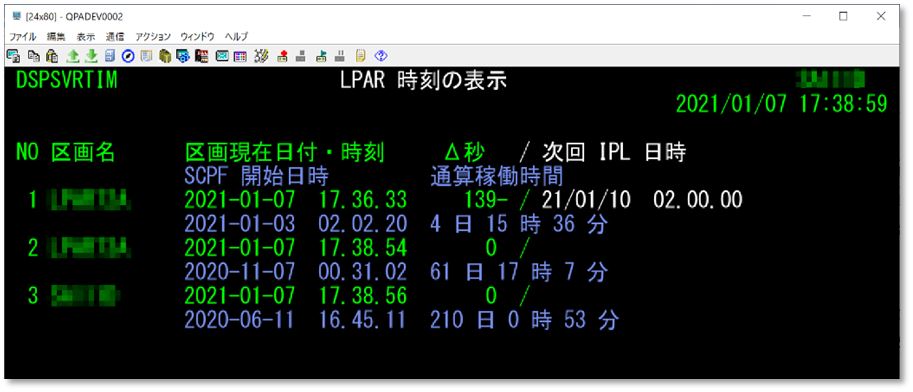 [24x80] - QPADEV0002
ファイル 編集 表示 通信 アクション ウィンドウ ヘルプ
DSPSVRTIM LPAR 時刻の表示
2021/01/07 17:38:59
NO 区画名 区画現在日付・時刻 Δ秒 / 次回 IPL 日時
SCPF 開始日時 通算稼働時間
1 2021-01-07 17.36.33 139- / 21/01/10 02.00.00
2021-01-03 02.02.20 4 日 15 時 36 分
2 2021-01-07 17.38.54 0 /
2020-11-07 00.31.02 61 日 17 時 7 分
3 2021-01-07 17.38.56 0 /
2020-06-11 16.45.11 210 日 0 時 53 分